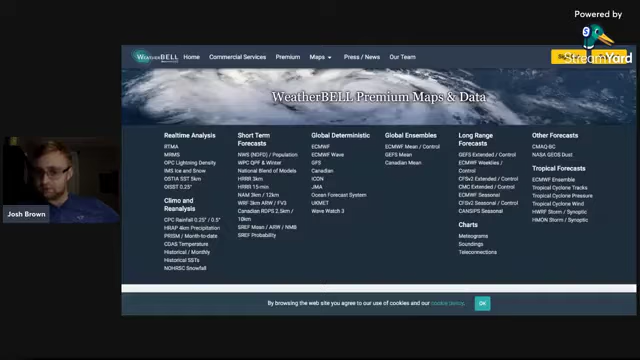 Powered by
StreamYard
WEATHERBELL
Home
Commercial Services
Premium
Maps
Press / News
Our Team
WeatherBELL Premium Maps & Data
Realtime Analysis
RTMA
MRMS
OPC Lightning Density
IMS Ice and Snow
OSTIA SST 5km
OISST 0.25°
Climo and
Reanalysis
CPC Rainfall 0.25° / 0.5°
HRAP 4km Precipitation
PRISM / Month-to-date
CDAS Temperature
Historical / Monthly
Historical SSTs
NOHRSC Snowfall
Short Term
Forecasts
NWS (NDFD) / Population
WPC QPF & Winter
National Blend of Models
HRRR 3km
HRRR 15-min
NAM 3km / 12km
WRF 3km ARW / FV3
Canadian RDPS 2.5km /
10km
SREF Mean / ARW / NMB
SREF Probability
Global Deterministic
ECMWF
ECMWF Wave
GFS
Canadian
ICON
JMA
Ocean Forecast System
UKMET
Wave Watch 3
Global Ensembles
ECMWF Mean / Control
GEFS Mean
Canadian Mean
Long Range
Forecasts
GEFS Extended / Control
ECMWF Weeklies /
Control
CFSv2 Extended / Control
CMC Extended / Control
ECMWF Seasonal
CFSv2 Seasonal / Control
CANSIPS Seasonal
Charts
Meteograms
Soundings
Teleconnections
Other Forecasts
CMAQ-BC
NASA GEOS Dust
Tropical Forecasts
ECMWF Ensemble
Tropical Cyclone Tracks
Tropical Cyclone Pressure
Tropical Cyclone Wind
HWRF Storm / Synoptic
HMON Storm / Synoptic
Josh Brown
By browsing the web site you agree to our use of cookies and our cookie policy.
OK